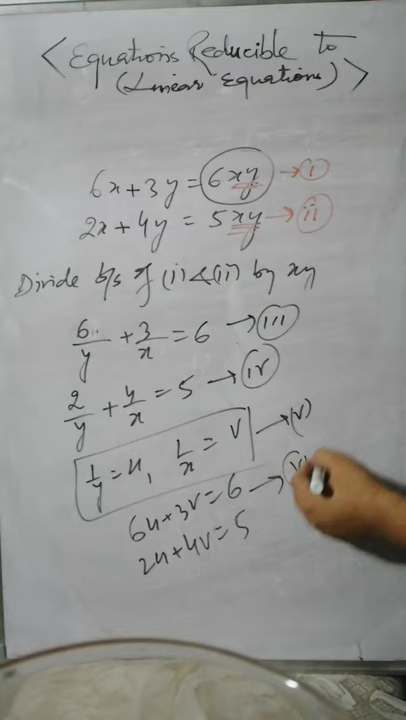 < Equations Reducible to
(Linear Equations) >
6x + 3y = 6xy → (i)
2x + 4y = 5xy → (ii)
Divide b/s of (i) & (ii) by xy
6/y + 3/x = 6 → (iii)
2/y + 4/x = 5 → (iv)
1/y = u, 1/x = v → (v)
6u + 3v = 6 →
2u + 4v = 5